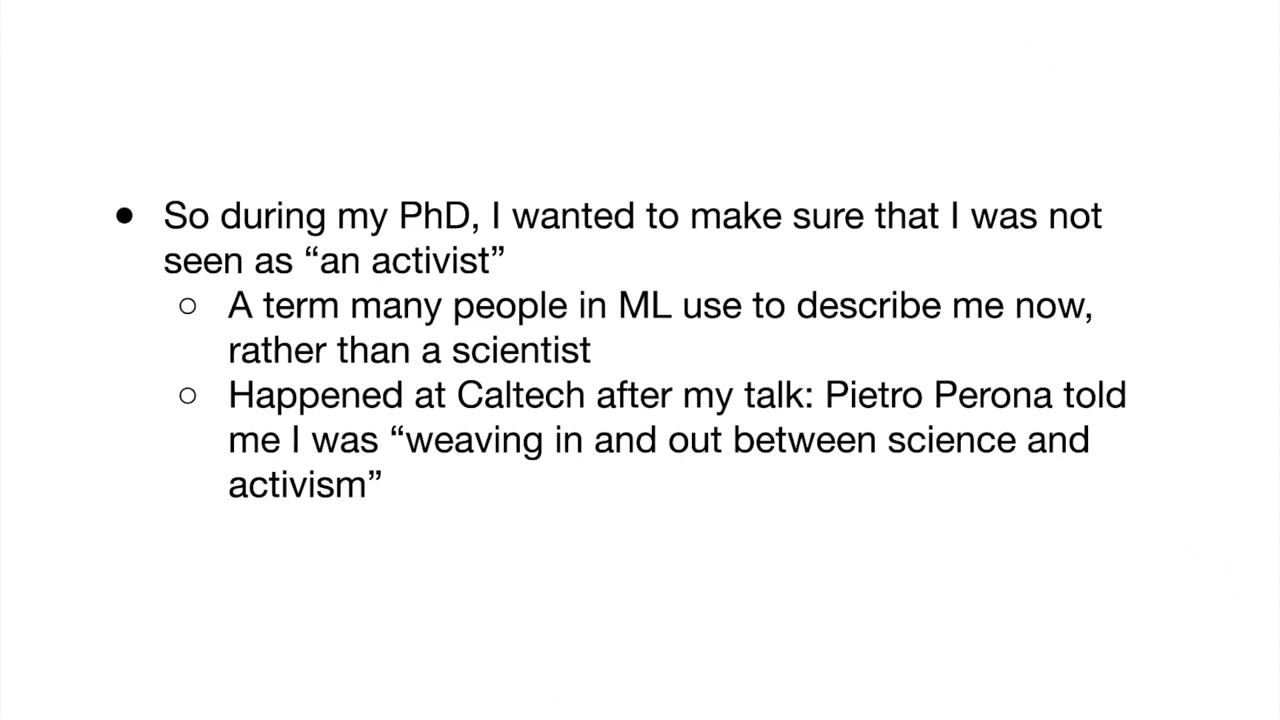 ● So during my PhD, I wanted to make sure that I was not
seen as “an activist”
○ A term many people in ML use to describe me now,
rather than a scientist
○ Happened at Caltech after my talk: Pietro Perona told
me I was “weaving in and out between science and
activism”